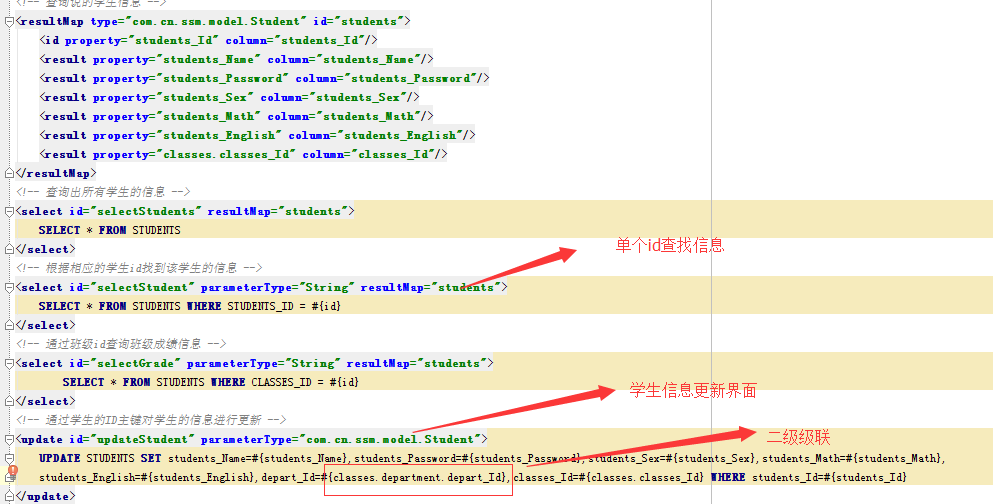 <!-- 查询说的学生信息 -->
<resultMap type="com.cn.ssm.model.Student" id="students">
<id property="students_Id" column="students_Id"/>
<result property="students_Name" column="students_Name"/>
<result property="students_Password" column="students_Password"/>
<result property="students_Sex" column="students_Sex"/>
<result property="students_Math" column="students_Math"/>
<result property="students_English" column="students_English"/>
<result property="classes.classes_Id" column="classes_Id"/>
</resultMap>
<!-- 查询出所有学生的信息 -->
<select id="selectStudents" resultMap="students">
SELECT * FROM STUDENTS
</select>
单个id查找信息
<!-- 根据相应的学生id找到该学生的信息 -->
<select id="selectStudent" parameterType="String" resultMap="students">
SELECT * FROM STUDENTS WHERE STUDENTS_ID = #{id}
</select>
<!-- 通过班级id查询班级成绩信息 -->
<select id="selectGrade" parameterType="String" resultMap="students">
SELECT * FROM STUDENTS WHERE CLASSES_ID = #{id}
</select>
学生信息更新界面
<!-- 通过学生的ID主键对学生的信息进行更新 -->
<update id="updateStudent" parameterType="com.cn.ssm.model.Student">
二级级联
UPDATE STUDENTS SET students_Name=#{students_Name},students_Password=#{students_Password},students_Sex=#{students_Sex},students_Math=#{students_Math},
students_English=#{students_English},depart_Id=#{classes.department.depart_Id},classes_Id=#{classes.classes_Id} WHERE students_Id=#{students_Id}
</update>